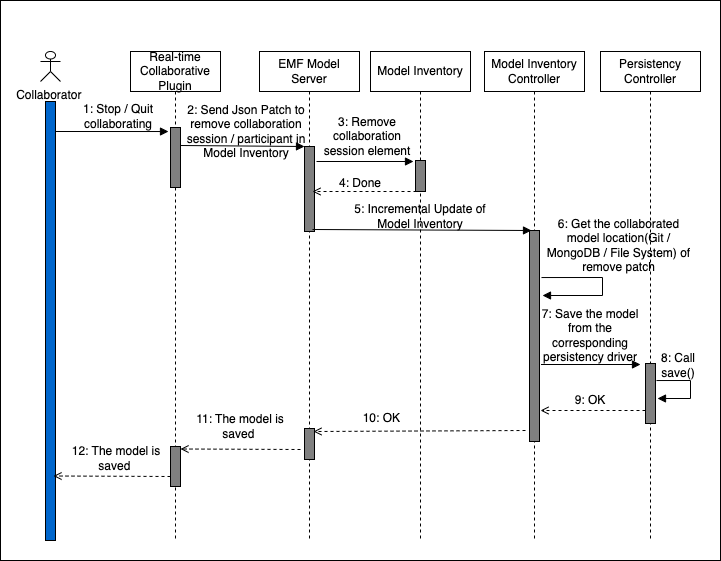 Real-time
Collaborative
Plugin
EMF Model
Server
Model Inventory
Model Inventory
Controller
Persistency
Controller
Collaborator
1: Stop / Quit
collaborating
2: Send Json Patch to
remove collaboration
session / participant in
Model Inventory
3: Remove
collaboration
session element
4: Done
5: Incremental Update of
Model Inventory
6: Get the collaborated
model location(Git /
MongoDB / File System) of
remove patch
7: Save the model
from the
corresponding
persistency driver
8: Call
save()
9: OK
10: OK
11: The model is
saved
12: The model is
saved